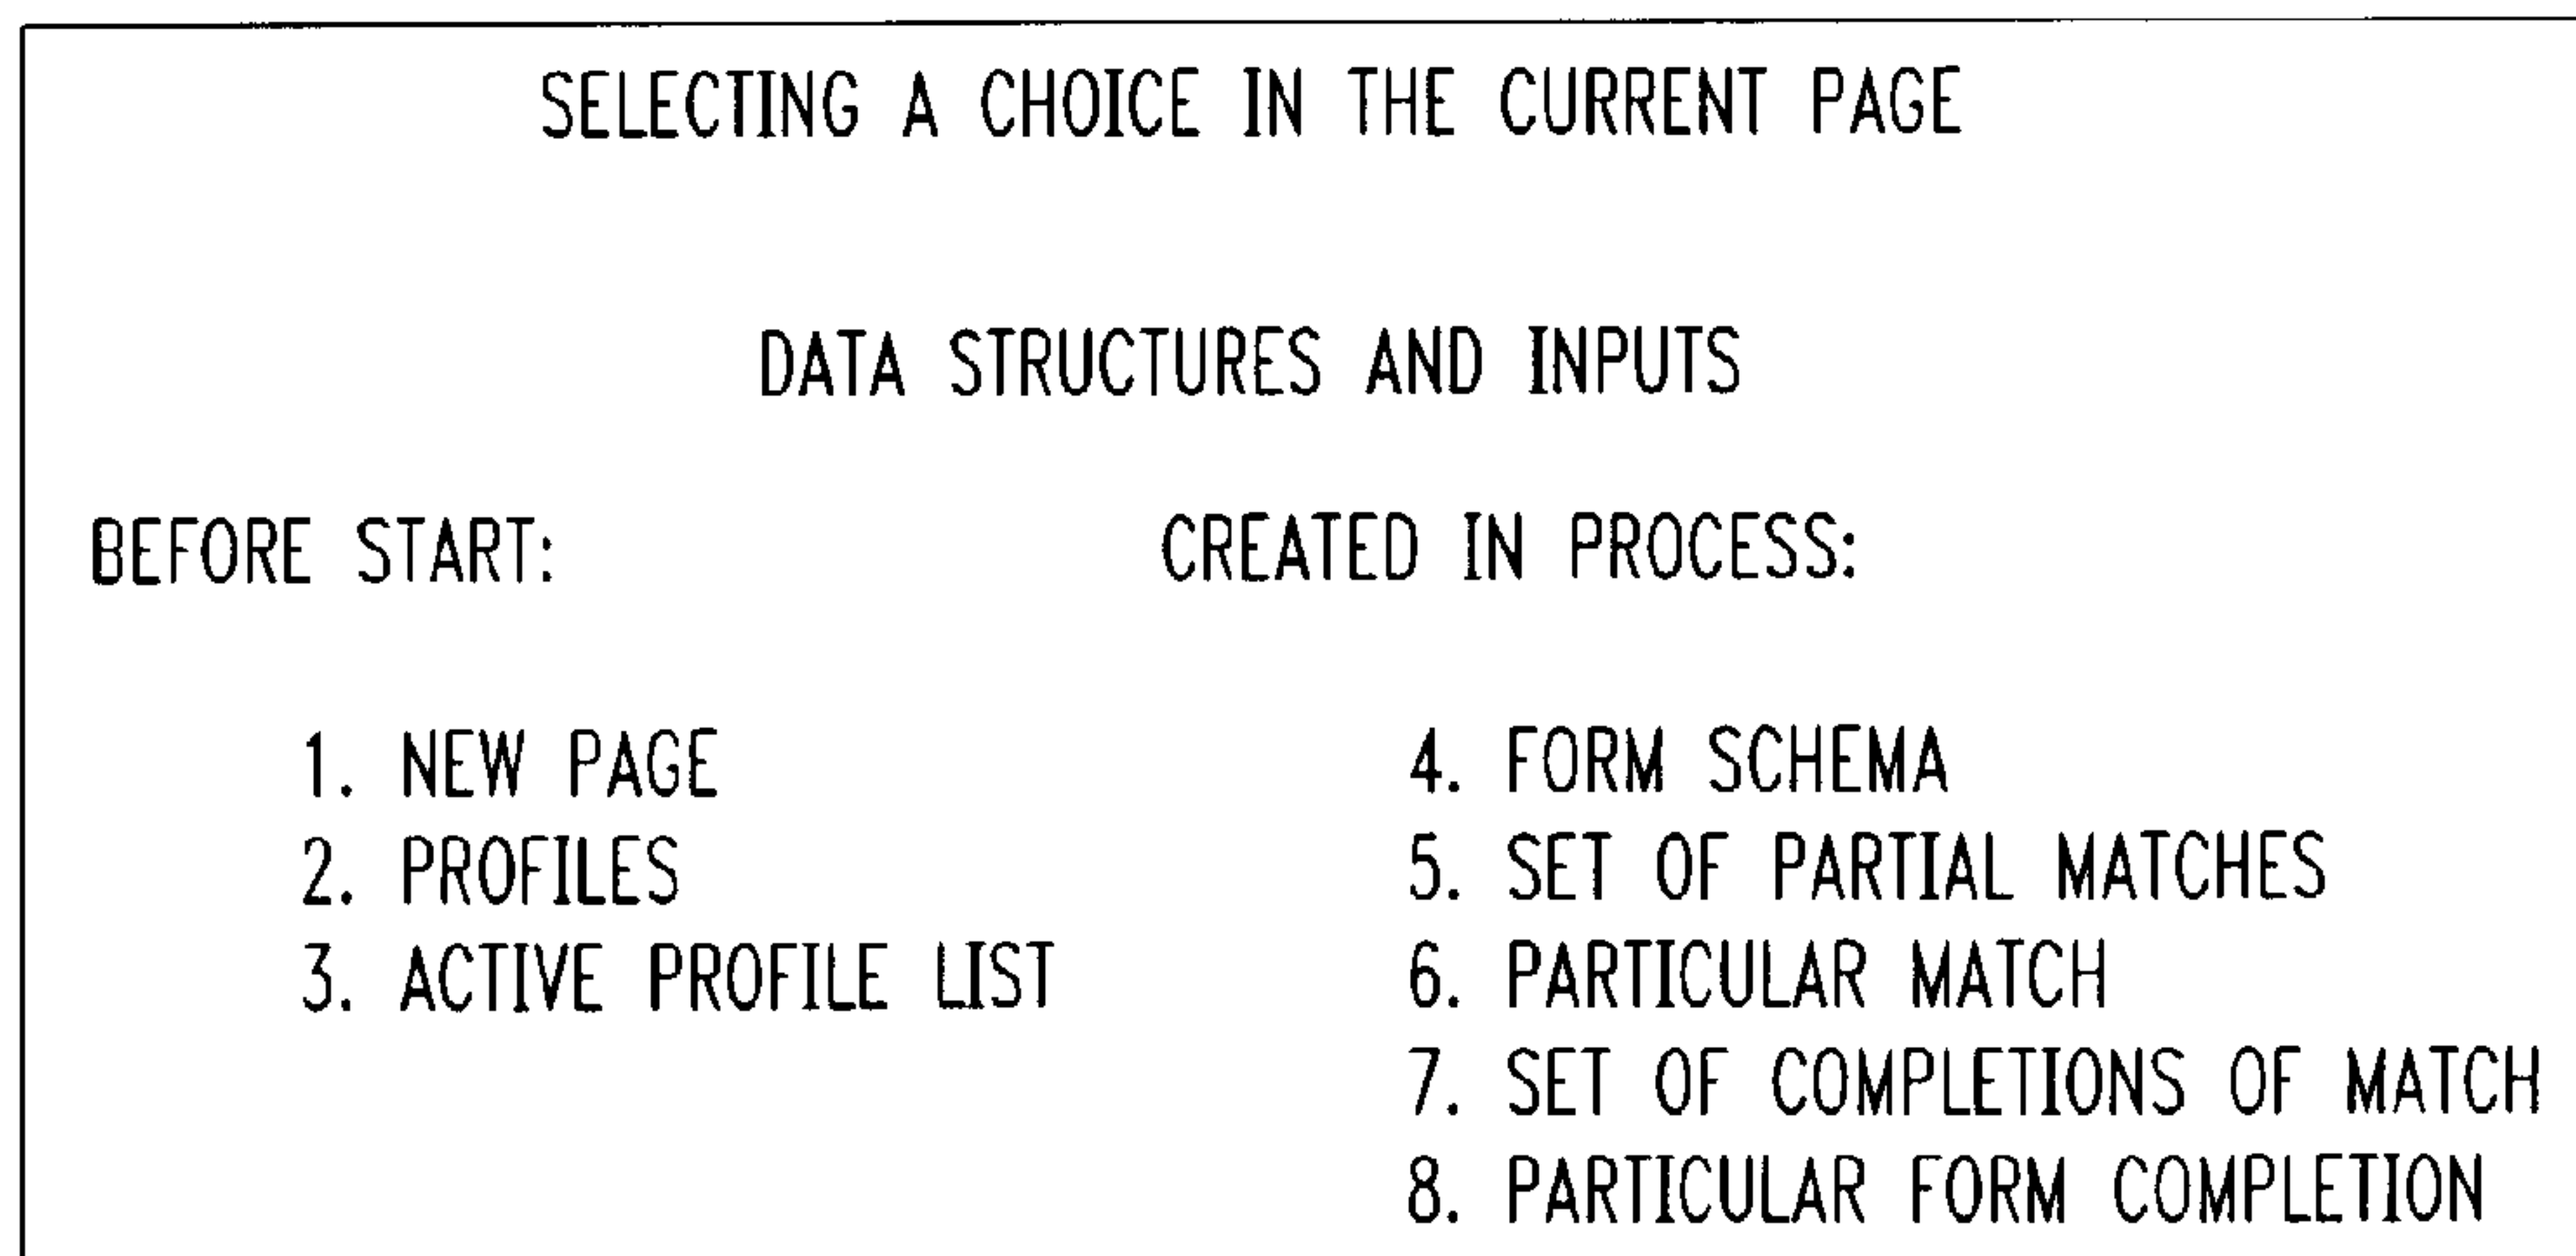 SELECTING A CHOICE IN THE CURRENT PAGE
DATA STRUCTURES AND INPUTS
BEFORE START:
1. NEW PAGE
2. PROFILES
3. ACTIVE PROFILE LIST
CREATED IN PROCESS:
4. FORM SCHEMA
5. SET OF PARTIAL MATCHES
6. PARTICULAR MATCH
7. SET OF COMPLETIONS OF MATCH
8. PARTICULAR FORM COMPLETION